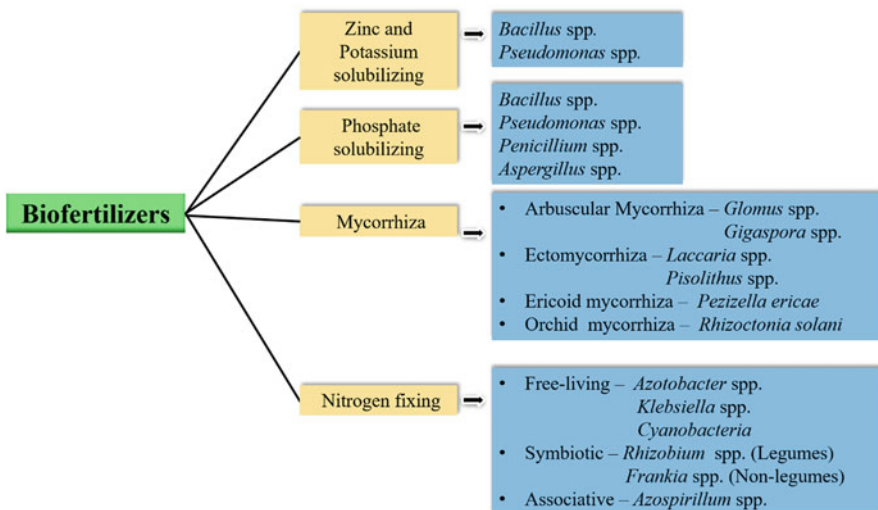 Biofertilizers
Zinc and
Potassium
solubilizing
Bacillus spp.
Pseudomonas spp.
Phosphate
solubilizing
Bacillus spp.
Pseudomonas spp.
Penicillium spp.
Aspergillus spp.
Mycorrhiza
• Arbuscular Mycorrhiza – Glomus spp.
Gigaspora spp.
• Ectomycorrhiza – Laccaria spp.
Pisolithus spp.
• Ericoid mycorrhiza – Pezizella ericae
• Orchid mycorrhiza – Rhizoctonia solani
Nitrogen fixing
• Free-living – Azotobacter spp.
Klebsiella spp.
Cyanobacteria
• Symbiotic – Rhizobium spp. (Legumes)
Frankia spp. (Non-legumes)
• Associative – Azospirillum spp.